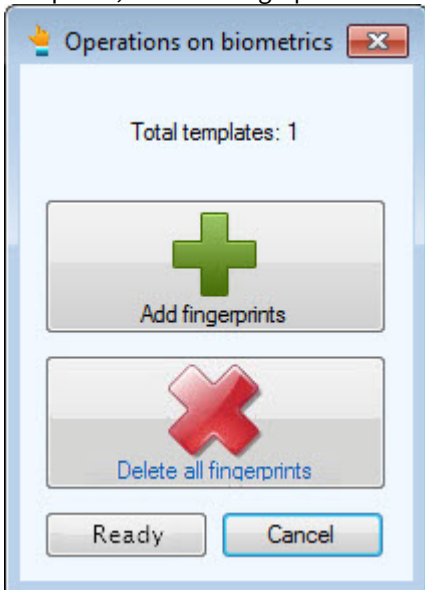 Operations on biometrics
Total templates: 1
Add fingerprints
Delete all fingerprints
Ready
Cancel